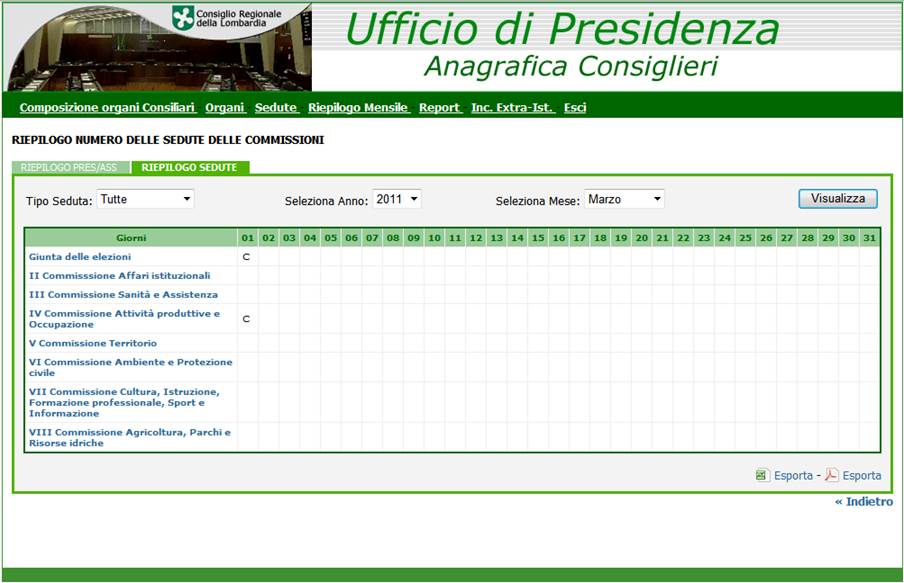 Consiglio Regionale
della Lombardia
Ufficio di Presidenza
Anagrafica Consiglieri
Composizione organi Consiliari Organi Sedute Riepilogo Mensile Report Inc. Extra-Ist. Esci
RIEPILOGO NUMERO DELLE SEDUTE DELLE COMMISSIONI
RIEPILOGO PRES/ASS RIEPILOGO SEDUTE
Tipo Seduta: Tutte Seleziona Anno: 2011 Seleziona Mese: Marzo Visualizza
Giorni 01 02 03 04 05 06 07 08 09 10 11 12 13 14 15 16 17 18 19 20 21 22 23 24 25 26 27 28 29 30 31
Giunta delle elezioni C
II Commisssione Affari istituzionali
III Commissione Sanità e Assistenza
IV Commissione Attività produttive e
Occupazione C
V Commissione Territorio
VI Commissione Ambiente e Protezione
civile
VII Commissione Cultura, Istruzione,
Formazione professionale, Sport e
Informazione
VIII Commissione Agricoltura, Parchi e
Risorse idriche
Esporta - Esporta
« Indietro